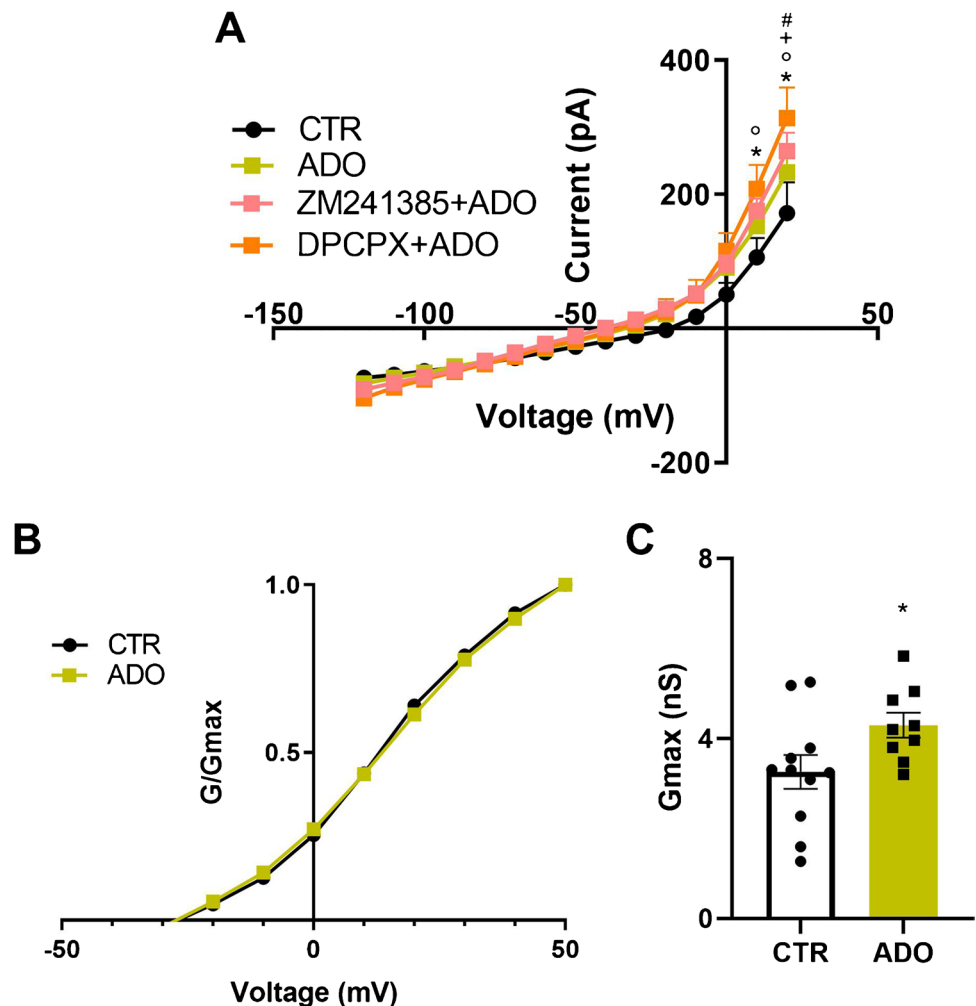 A
#
+
°
*
°
*
400
200
-200
Current (pA)
CTR
ADO
ZM241385+ADO
DPCPX+ADO
-150
-100
-50
50
Voltage (mV)
B
CTR
ADO
1.0
0.5
G/Gmax
-50
0
50
Voltage (mV)
C
*
8
4
0
Gmax (nS)
CTR
ADO